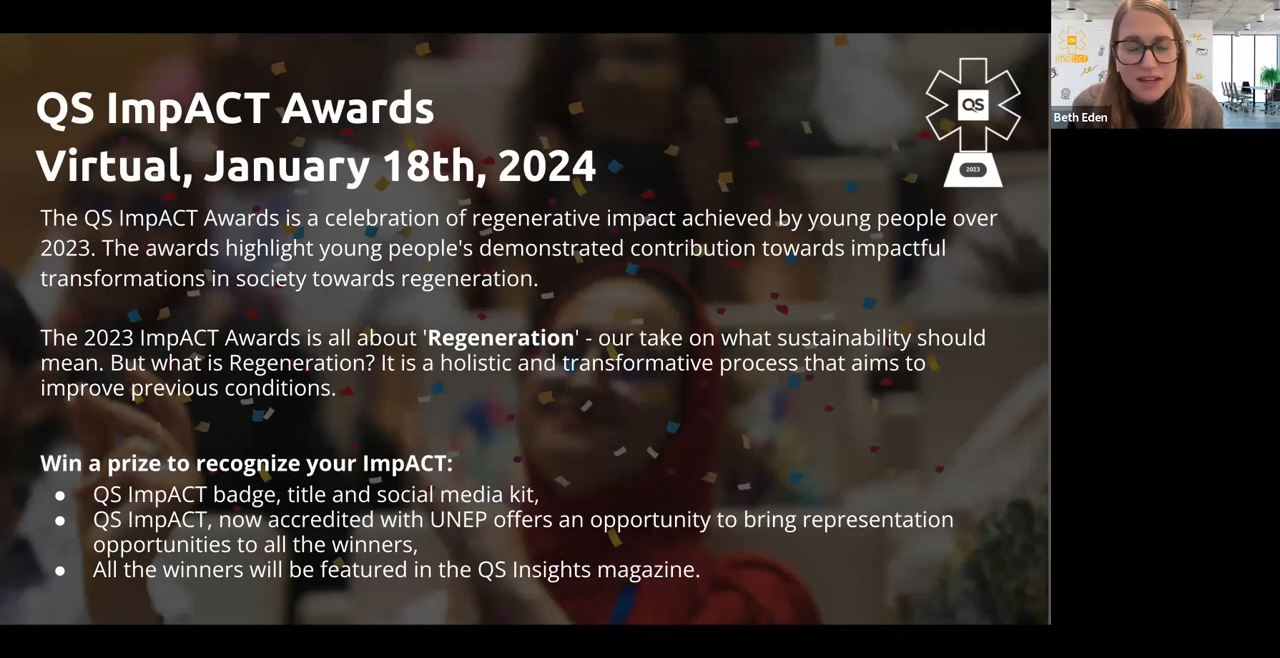 QS ImpACT Awards
Virtual, January 18th, 2024
The QS ImpACT Awards is a celebration of regenerative impact achieved by young people over
2023. The awards highlight young people's demonstrated contribution towards impactful
transformations in society towards regeneration.
The 2023 ImpACT Awards is all about 'Regeneration' - our take on what sustainability should
mean. But what is Regeneration? It is a holistic and transformative process that aims to
improve previous conditions.
Win a prize to recognize your ImpACT:
● QS ImpACT badge, title and social media kit,
● QS ImpACT, now accredited with UNEP offers an opportunity to bring representation
opportunities to all the winners,
● All the winners will be featured in the QS Insights magazine.
QS
2023
QS
impact
Beth Eden